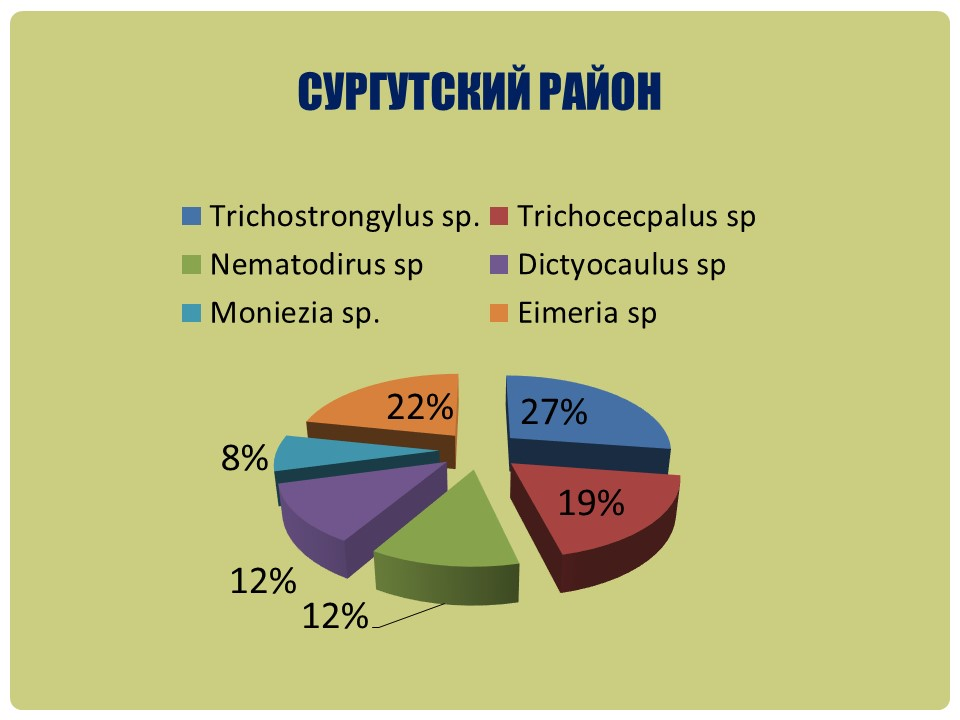 СУРГУТСКИЙ РАЙОН
Trichostrongylus sp. Trichocecpalus sp
Nematodirus sp Dictyocaulus sp
Moniezia sp. Eimeria sp
22% 27%
8%
19%
12%
12%